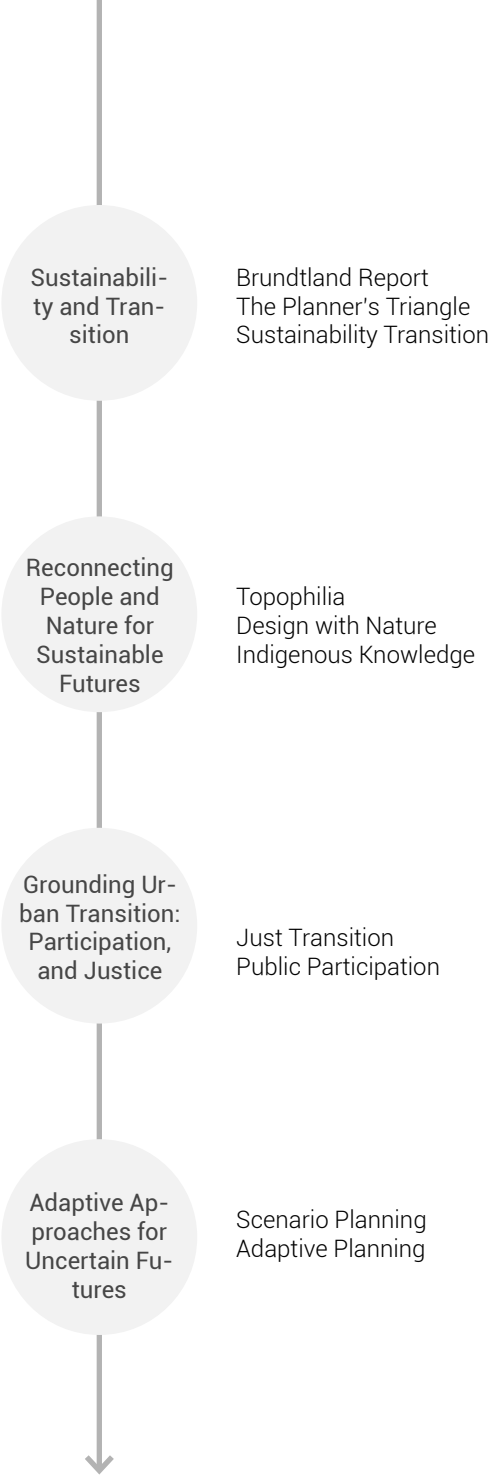 Sustainabili-
ty and Tran-
sition
Brundtland Report
The Planner's Triangle
Sustainability Transition
Reconnecting
People and
Nature for
Sustainable
Futures
Topophilia
Design with Nature
Indigenous Knowledge
Grounding Ur-
ban Transition:
Participation,
and Justice
Just Transition
Public Participation
Adaptive Ap-
proaches for
Uncertain Fu-
tures
Scenario Planning
Adaptive Planning